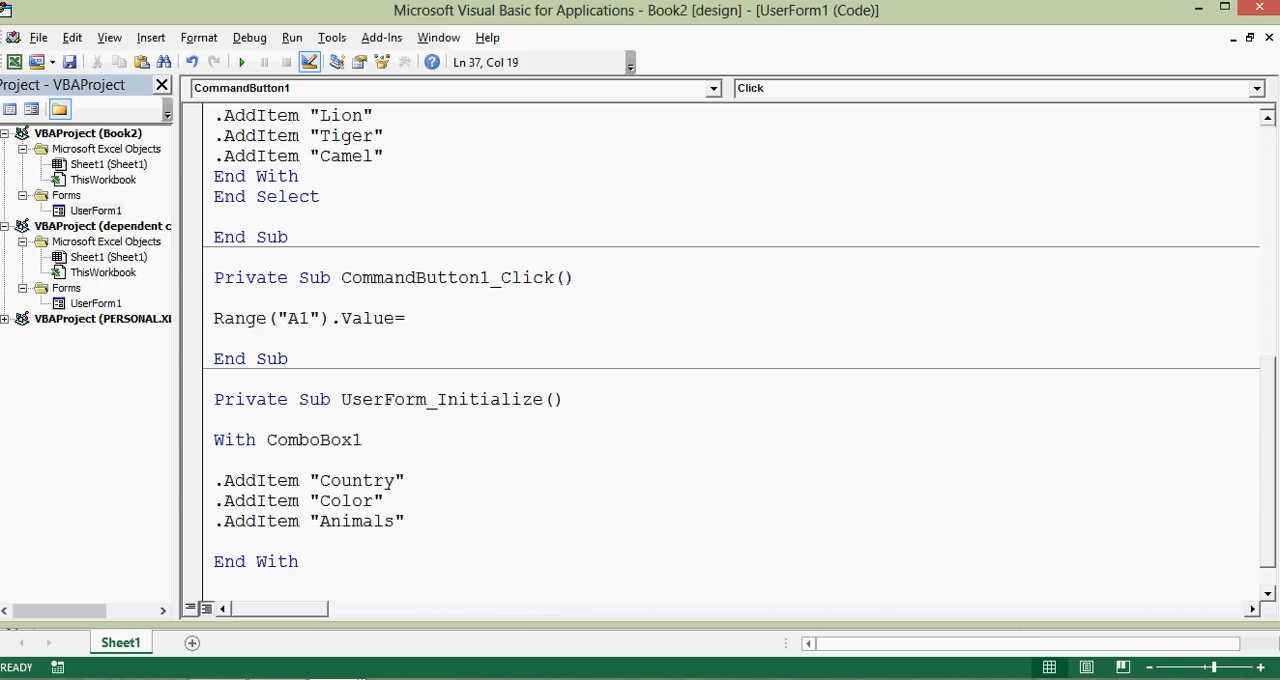 Microsoft Visual Basic for Applications - Book2 [design] - [UserForm1 (Code)]
File Edit View Insert Format Debug Run Tools Add-Ins Window Help
Ln 37, Col 19
Project - VBAProject
CommandButton1 Click
VBAProject (Book2)
Microsoft Excel Objects
Sheet1 (Sheet1)
ThisWorkbook
Forms
UserForm1
VBAProject (dependent c
Microsoft Excel Objects
Sheet1 (Sheet1)
ThisWorkbook
Forms
UserForm1
VBAProject (PERSONAL.XL
.AddItem "Lion"
.AddItem "Tiger"
.AddItem "Camel"
End With
End Select
End Sub
Private Sub CommandButton1_Click()
Range("A1").Value=
End Sub
Private Sub UserForm_Initialize()
With ComboBox1
.AddItem "Country"
.AddItem "Color"
.AddItem "Animals"
End With
Sheet1
READY